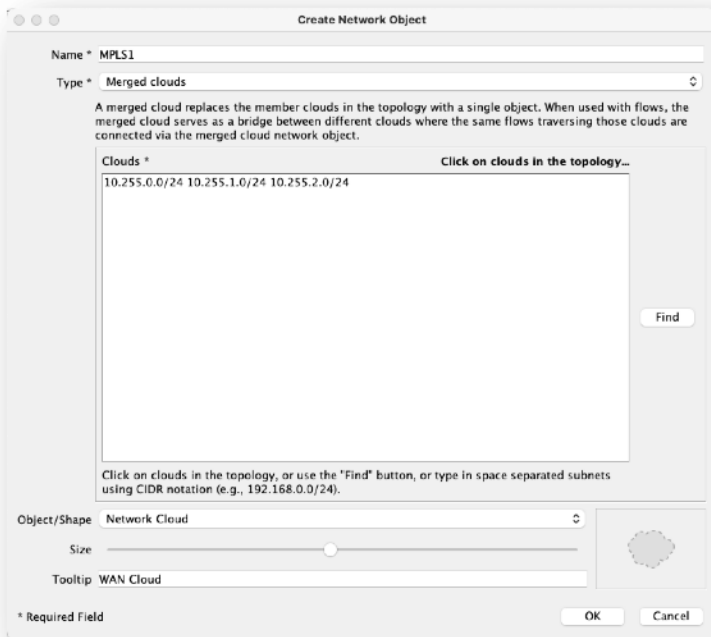 Create Network Object
Name * MPLS1
Type * Merged clouds
A merged cloud replaces the member clouds in the topology with a single object. When used with flows, the
merged cloud serves as a bridge between different clouds where the same flows traversing those clouds are
connected via the merged cloud network object.
Clouds * Click on clouds in the topology...
10.255.0.0/24 10.255.1.0/24 10.255.2.0/24
Find
Click on clouds in the topology, or use the "Find" button, or type in space separated subnets
using CIDR notation (e.g., 192.168.0.0/24).
Object/Shape Network Cloud
Size
Tooltip WAN Cloud
* Required Field OK Cancel